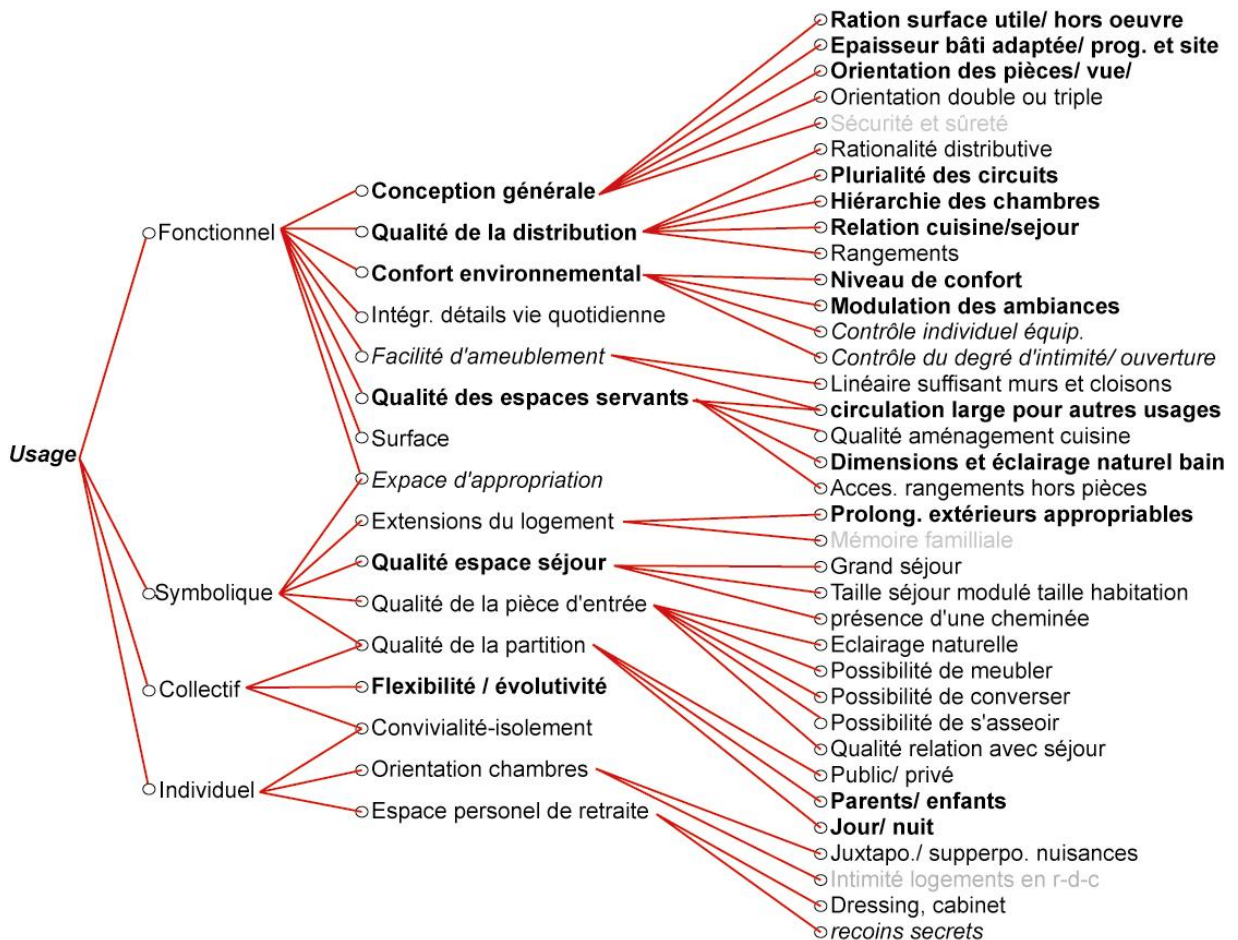 Usage
Fonctionnel
Symbolique
Collectif
Individuel
Conception générale
Qualité de la distribution
Confort environnemental
Intégr. détails vie quotidienne
Facilité d'ameublement
Qualité des espaces servants
Surface
Expace d'appropriation
Extensions du logement
Qualité espace séjour
Qualité de la pièce d'entrée
Qualité de la partition
Flexibilité / évolutivité
Convivialité-isolement
Orientation chambres
Espace personel de retraite
Ration surface utile/ hors oeuvre
Epaisseur bâti adaptée/ prog. et site
Orientation des pièces/ vue/
Orientation double ou triple
Sécurité et sûreté
Rationalité distributive
Plurialité des circuits
Hiérarchie des chambres
Relation cuisine/sejour
Rangements
Niveau de confort
Modulation des ambiances
Contrôle individuel équip.
Contrôle du degré d'intimité/ ouverture
Linéaire suffisant murs et cloisons
circulation large pour autres usages
Qualité aménagement cuisine
Dimensions et éclairage naturel bain
Acces. rangements hors pièces
Prolong. extérieurs appropriables
Mémoire familliale
Grand séjour
Taille séjour modulé taille habitation
présence d'une cheminée
Eclairage naturelle
Possibilité de meubler
Possibilité de converser
Possibilité de s'asseoir
Qualité relation avec séjour
Public/ privé
Parents/ enfants
Jour/ nuit
Juxtapo./ supperpo. nuisances
Intimité logements en r-d-c
Dressing, cabinet
recoins secrets